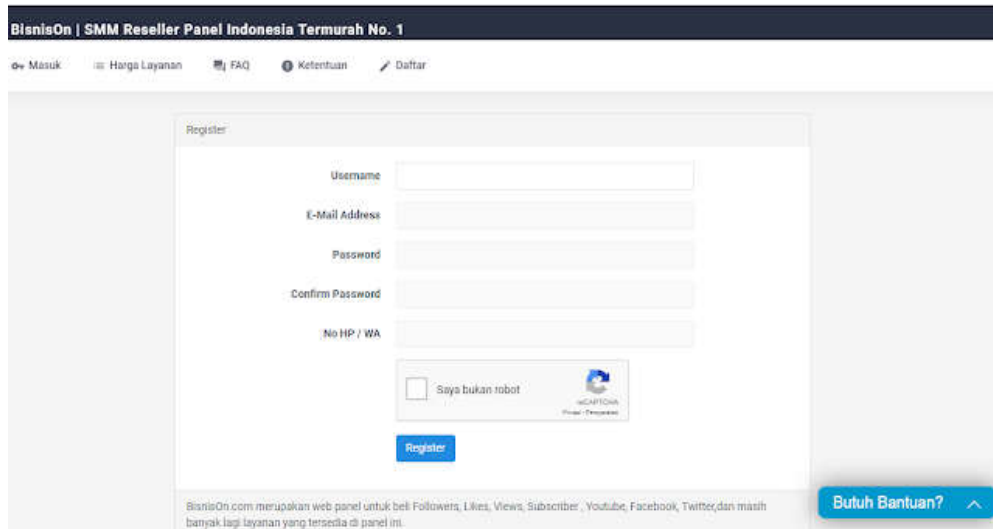 BisnisOn | SMM Reseller Panel Indonesia Termurah No. 1
Masuk Harga Layanan FAQ Ketentuan Daftar
Register
Username
E-Mail Address
Password
Confirm Password
No HP / WA
Saya bukan robot
reCAPTCHA
Register
BisnisOn.com merupakan web panel untuk beli Followers, Likes, Views, Subscriber , Youtube, Facebook, Twitter,dan masih
banyak lagi layanan yang tersedia di panel ini.
Butuh Bantuan?